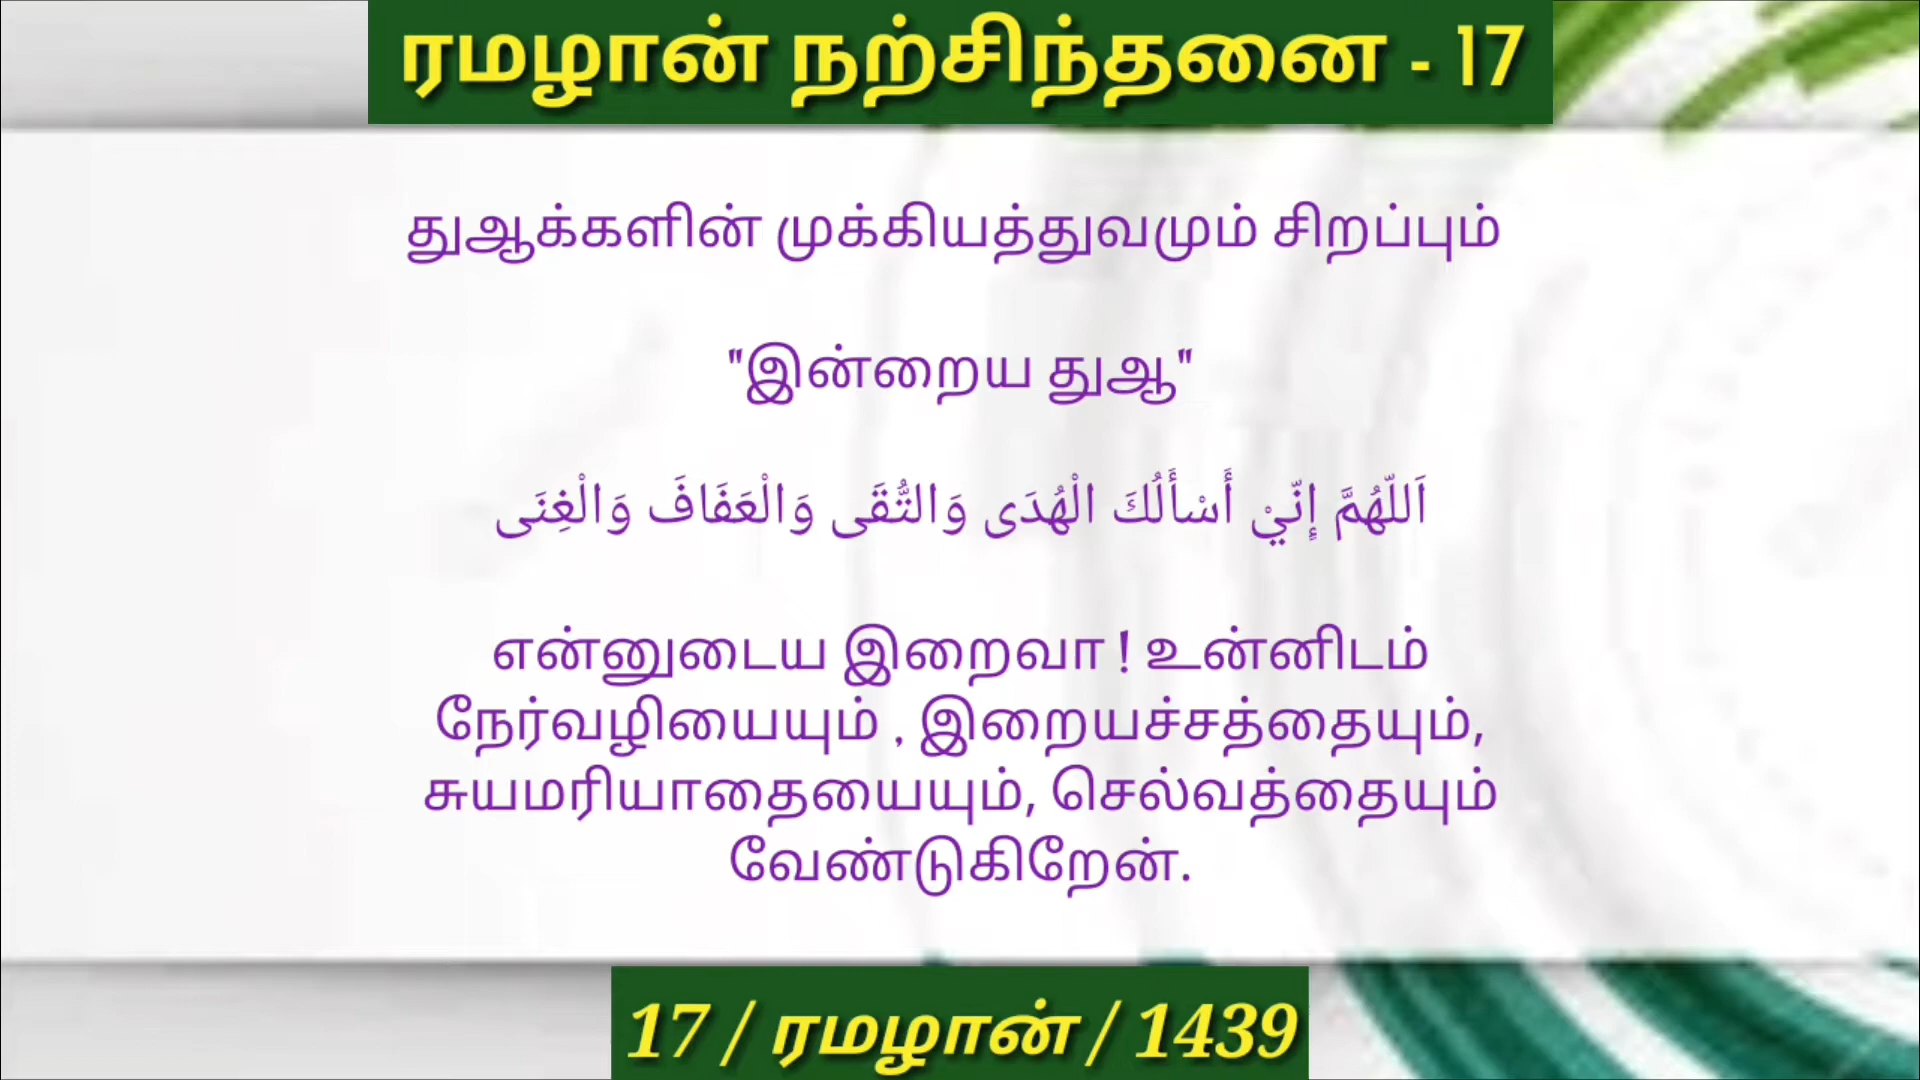 ரமழான் நற்சிந்தனை - 17
துஆக்களின் முக்கியத்துவமும் சிறப்பும்
"இன்றைய துஆ"
اَللّهُمَّ إِنّيْ أَسْأَلُكَ الْهُدَى وَالتُّقَى وَالْعَفَافَ وَالْغِنَى
என்னுடைய இறைவா ! உன்னிடம்
நேர்வழியையும் , இறையச்சத்தையும்,
சுயமரியாதையையும், செல்வத்தையும்
வேண்டுகிறேன்.
17 / ரமழான் / 1439